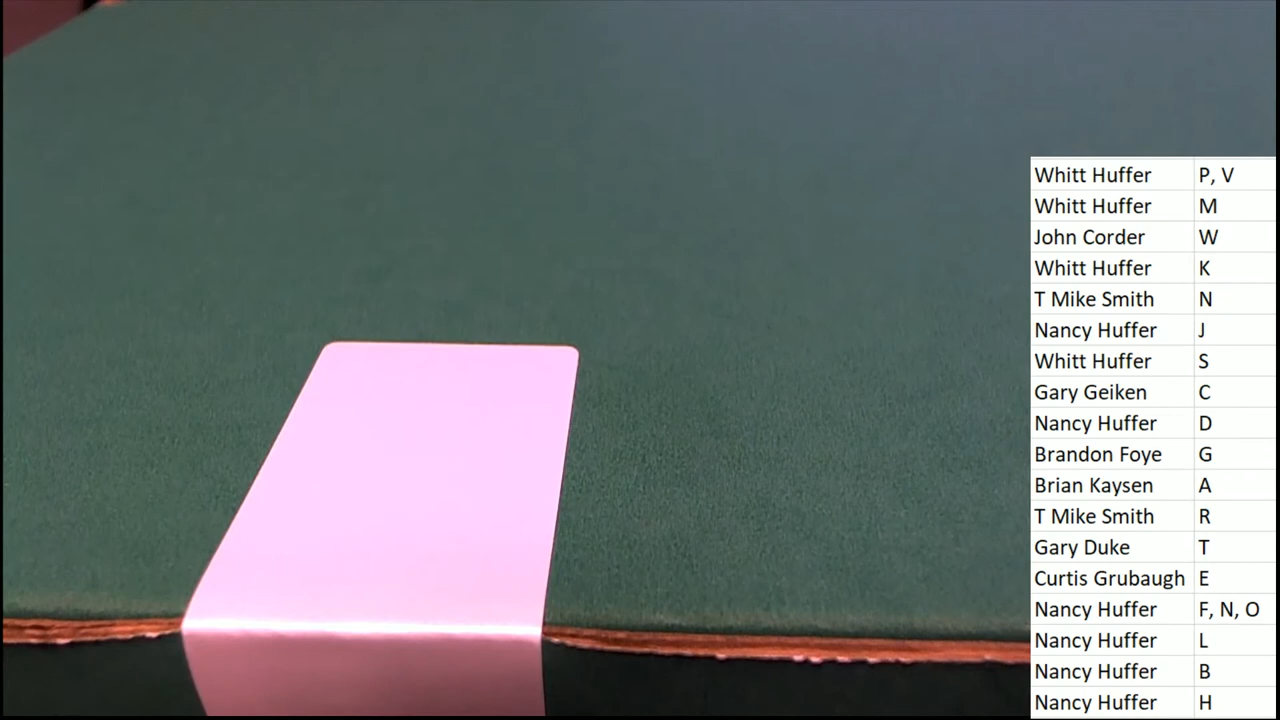 Whitt Huffer P, V
Whitt Huffer M
John Corder W
Whitt Huffer K
T Mike Smith N
Nancy Huffer J
Whitt Huffer S
Gary Geiken C
Nancy Huffer D
Brandon Foye G
Brian Kaysen A
T Mike Smith R
Gary Duke T
Curtis Grubaugh E
Nancy Huffer F, N, O
Nancy Huffer L
Nancy Huffer B
Nancy Huffer H